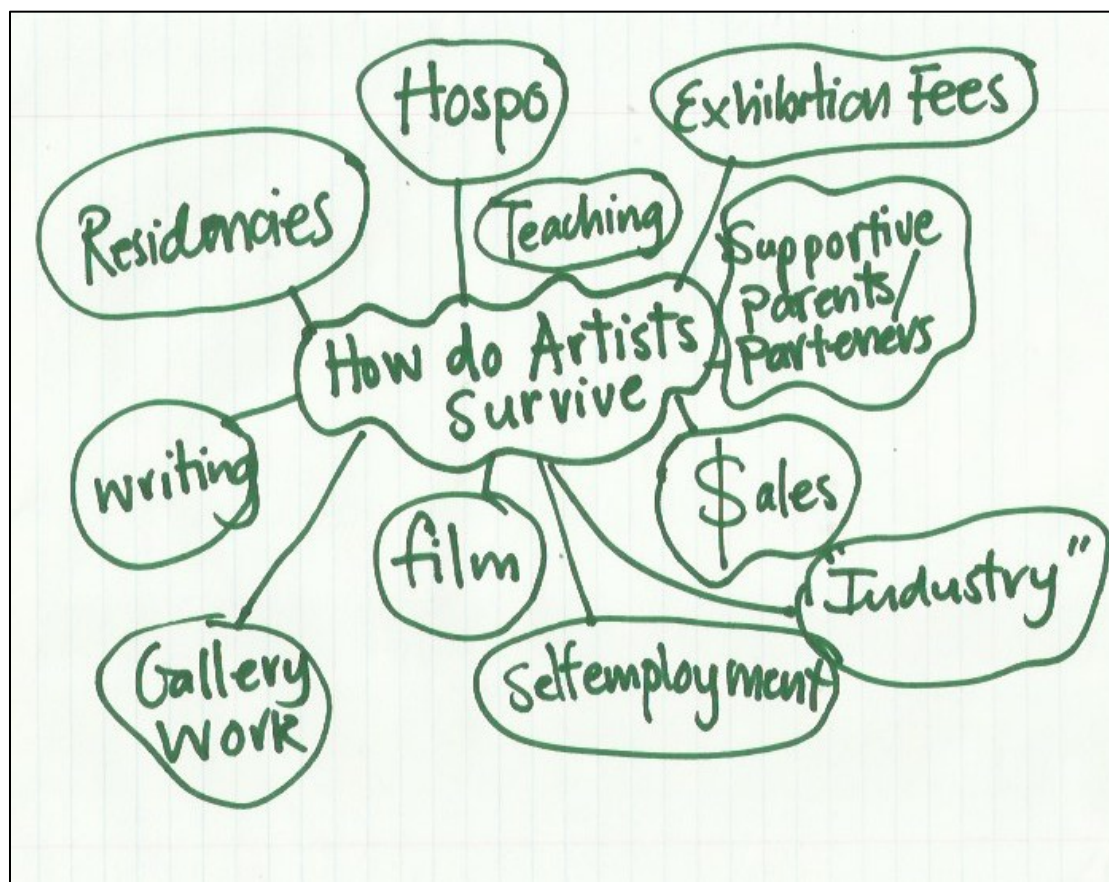 Hospo
Exhibition Fees
Residencies
Teaching
Supportive
Parents/
Parteners
How do Artists
Survive
writing
film
$ales
"Industry"
Gallery
Work
Selfemployment